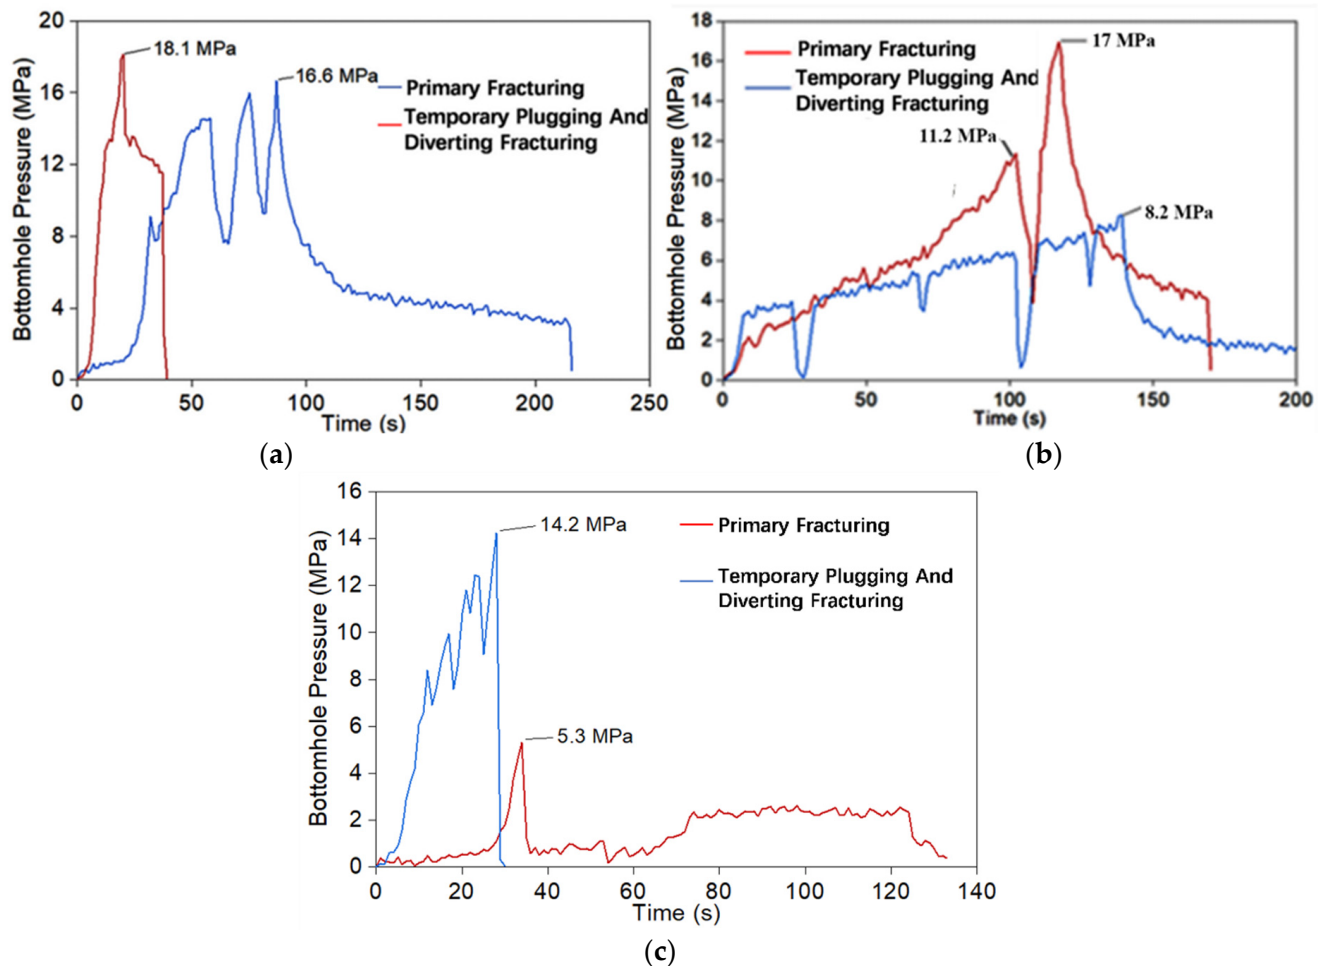 20
16
12
8
4
0
Bottomhole Pressure (MPa)
18.1 MPa
16.6 MPa
Primary Fracturing
Temporary Plugging And
Diverting Fracturing
0 50 100 150 200 250
Time (s)
(a)
18
16
14
12
10
8
6
4
2
0
Bottomhole Pressure (MPa)
Primary Fracturing
Temporary Plugging And
Diverting Fracturing
17 MPa
11.2 MPa
8.2 MPa
0 50 100 150 200
Time (s)
(b)
16
14
12
10
8
6
4
2
0
Bottomhole Pressure (MPa)
14.2 MPa
5.3 MPa
Primary Fracturing
Temporary Plugging And
Diverting Fracturing
0 20 40 60 80 100 120 140
Time (s)
(c)